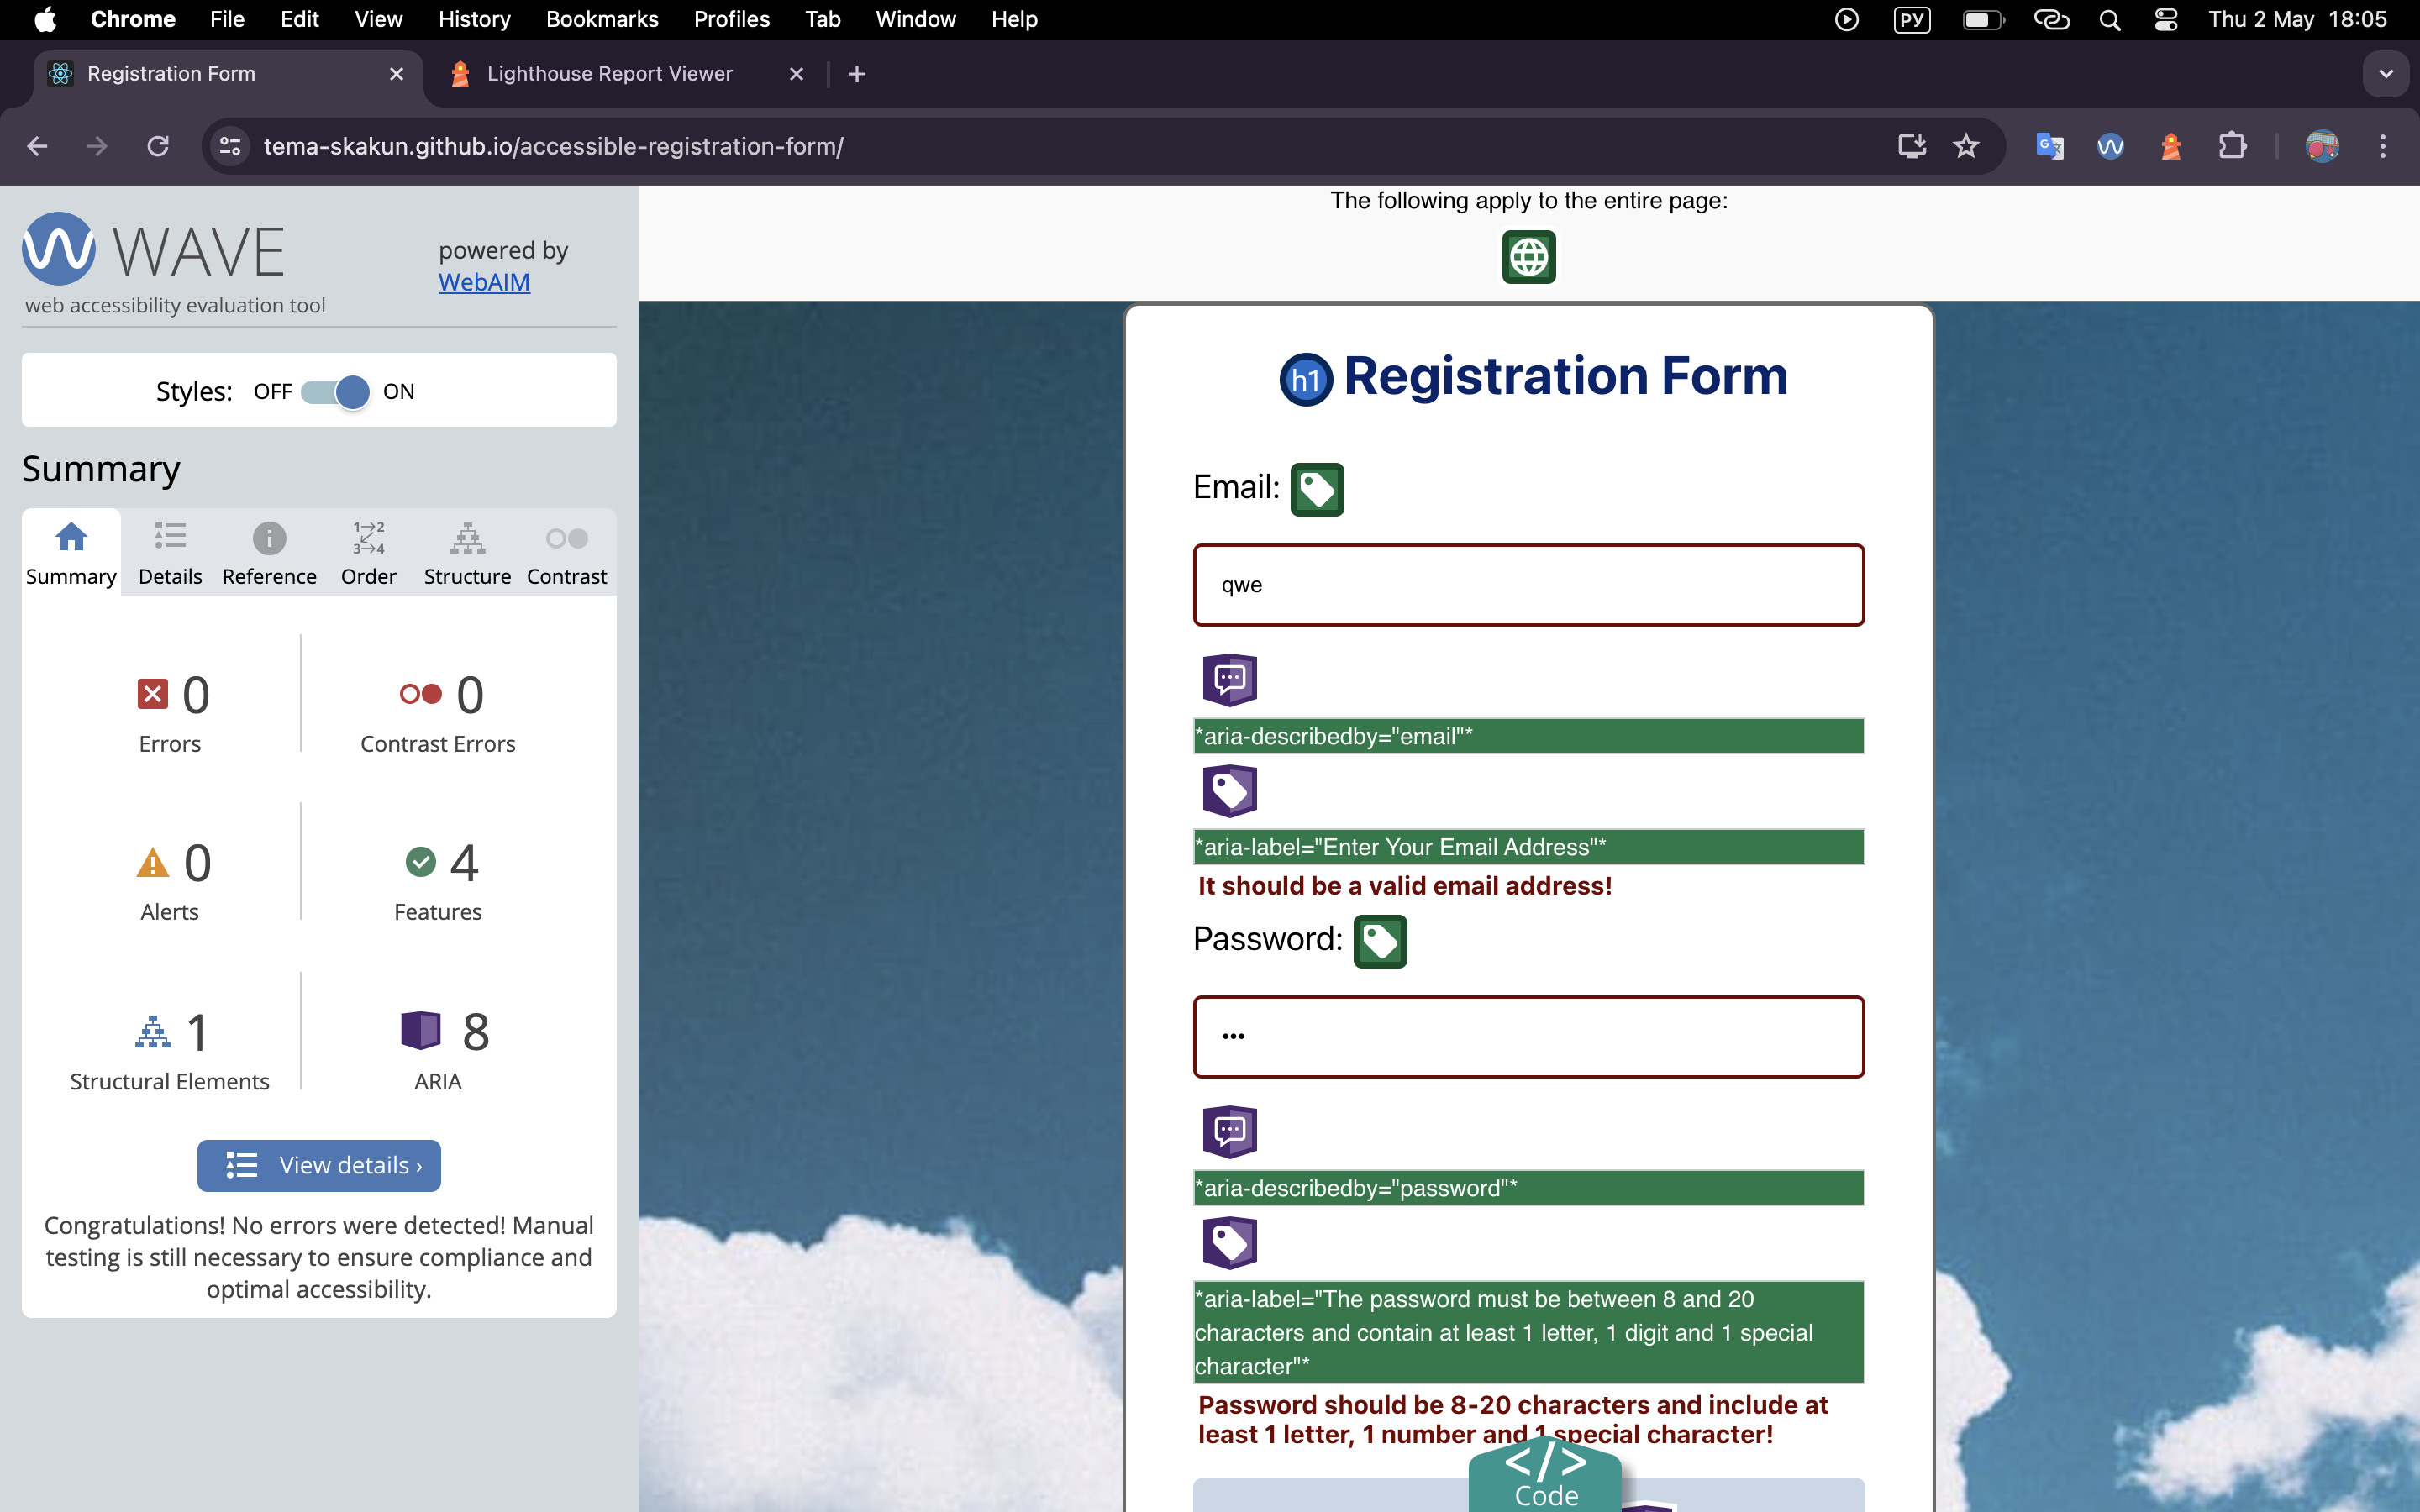 Chrome File Edit View History Bookmarks Profiles Tab Window Help РУ Thu 2 May 18:05
Registration Form Lighthouse Report Viewer
tema-skakun.github.io/accessible-registration-form/
WAVE
powered by
WebAIM
web accessibility evaluation tool
Styles: OFF ON
Summary
1 2
3 4
Summary Details Reference Order Structure Contrast
0 0
Errors Contrast Errors
0 4
Alerts Features
1 8
Structural Elements ARIA
View details ›
Congratulations! No errors were detected! Manual
testing is still necessary to ensure compliance and
optimal accessibility.
The following apply to the entire page:
h1 Registration Form
Email:
qwe
*aria-describedby="email"*
*aria-label="Enter Your Email Address"*
It should be a valid email address!
Password:
•••
*aria-describedby="password"*
*aria-label="The password must be between 8 and 20
characters and contain at least 1 letter, 1 digit and 1 special
character"*
Password should be 8-20 characters and include at
least 1 letter, 1 number and 1 special character!
</>
Code